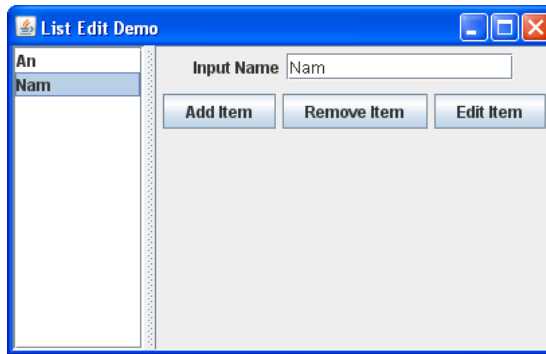 List Edit Demo
An
Nam
Input Name Nam
Add Item Remove Item Edit Item